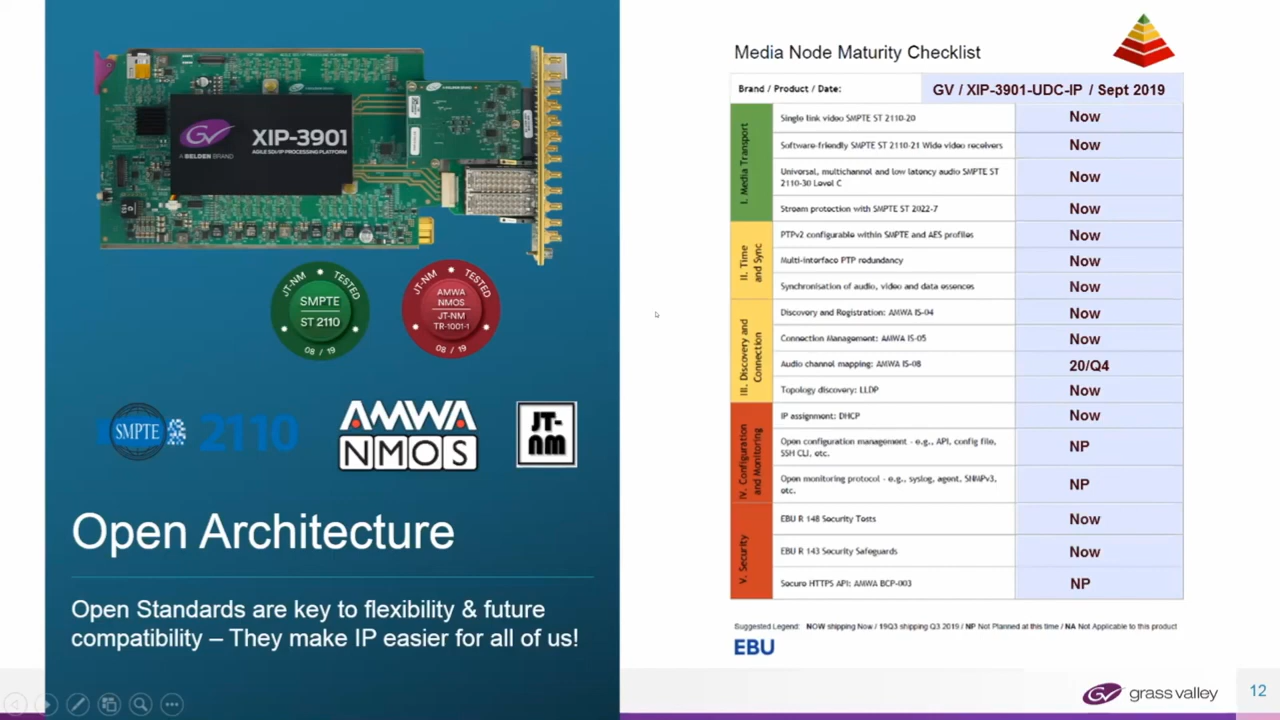 GV
A BELDEN BRAND
XIP-3901
AGILE SDI/IP PROCESSING PLATFORM
JT-NM TESTED
SMPTE
ST 2110
08 / 19
JT-NM TESTED
AMWA
NMOS
JT-NM
TR-1001-1
08 / 19
SMPTE
2110
AMWA
NMOS
JT-
NM
Open Architecture
Open Standards are key to flexibility & future
compatibility – They make IP easier for all of us!
Media Node Maturity Checklist
Brand / Product / Date: GV / XIP-3901-UDC-IP / Sept 2019
I. Media Transport
Single link video SMPTE ST 2110-20 Now
Software-friendly SMPTE ST 2110-21 Wide video receivers Now
Universal, multichannel and low latency audio SMPTE ST
2110-30 Level C Now
Stream protection with SMPTE ST 2022-7 Now
II. Time
and Sync
PTPv2 configurable within SMPTE and AES profiles Now
Multi-interface PTP redundancy Now
Synchronisation of audio, video and data essences Now
III. Discovery and
Connection
Discovery and Registration: AMWA IS-04 Now
Connection Management: AMWA IS-05 Now
Audio channel mapping: AMWA IS-08 20/Q4
Topology discovery: LLDP Now
IV. Configuration
and Monitoring
IP assignment: DHCP Now
Open configuration management - e.g., API, config file,
SSH CLI, etc. NP
Open monitoring protocol - e.g., syslog, agent, SNMPv3,
etc. NP
V. Security
EBU R 148 Security Tests Now
EBU R 143 Security Safeguards Now
Secure HTTPS API: AMWA BCP-003 NP
Suggested Legend: NOW shipping Now / 19Q3 shipping Q3 2019 / NP Not Planned at this time / NA Not Applicable to this product
EBU
GV grass valley
12